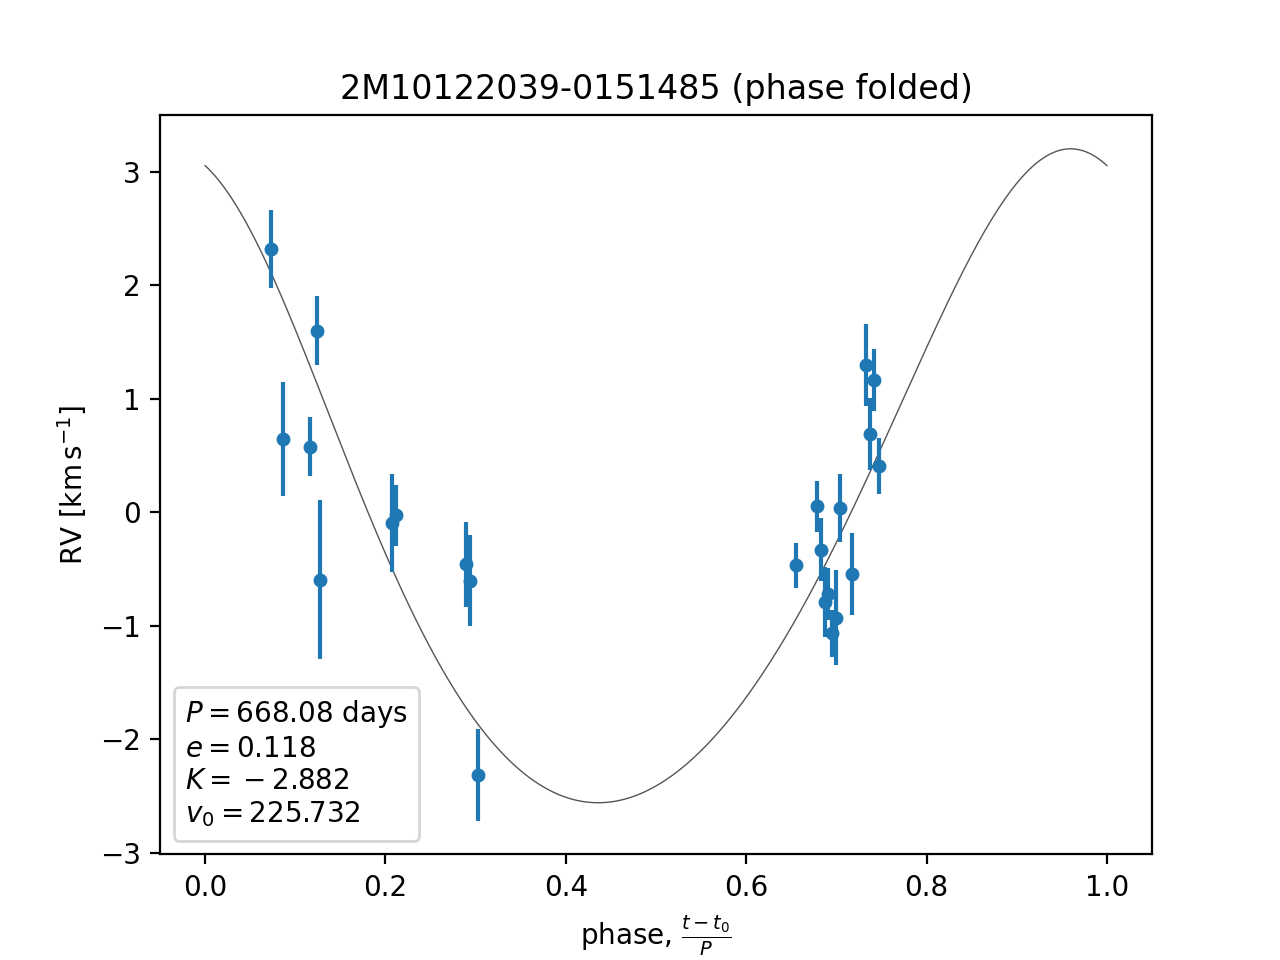 2M10122039-0151485 (phase folded)
3
2
1
0
−1
−2
−3
RV [km s⁻¹]
P = 668.08 days
e = 0.118
K = −2.882
v₀ = 225.732
0.0 0.2 0.4 0.6 0.8 1.0
phase, (t − t₀)/P